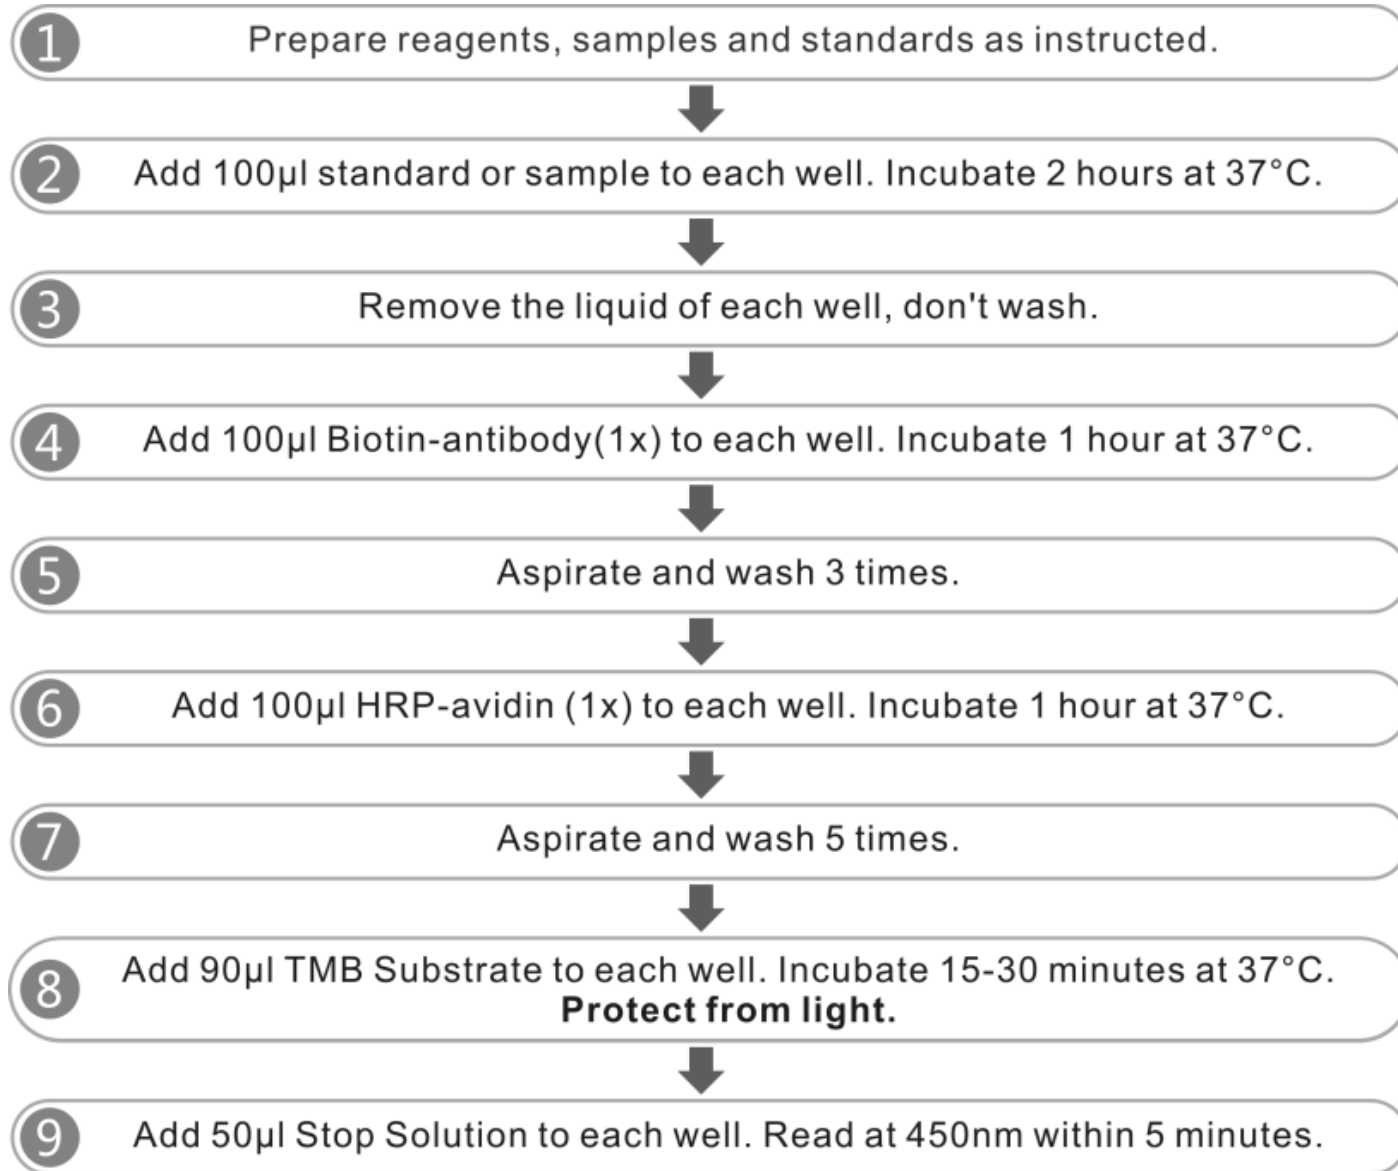 1 Prepare reagents, samples and standards as instructed.
2 Add 100µl standard or sample to each well. Incubate 2 hours at 37°C.
3 Remove the liquid of each well, don't wash.
4 Add 100µl Biotin-antibody(1x) to each well. Incubate 1 hour at 37°C.
5 Aspirate and wash 3 times.
6 Add 100µl HRP-avidin (1x) to each well. Incubate 1 hour at 37°C.
7 Aspirate and wash 5 times.
8 Add 90µl TMB Substrate to each well. Incubate 15-30 minutes at 37°C.
Protect from light.
9 Add 50µl Stop Solution to each well. Read at 450nm within 5 minutes.